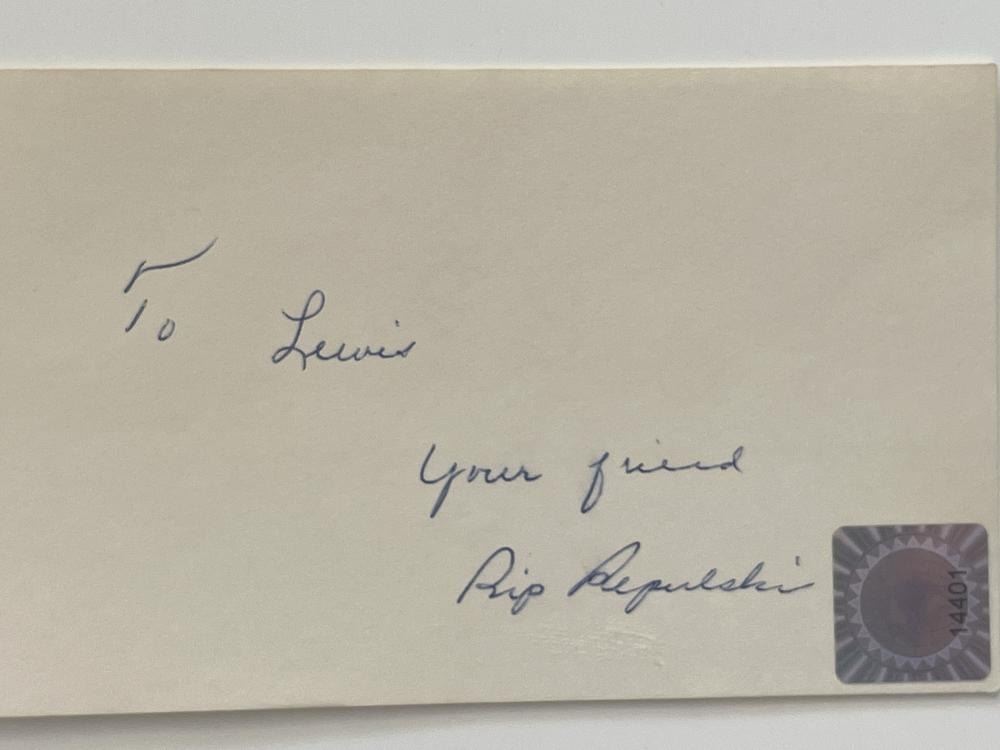 To Lewis
Your friend
Rip Repulski
14401